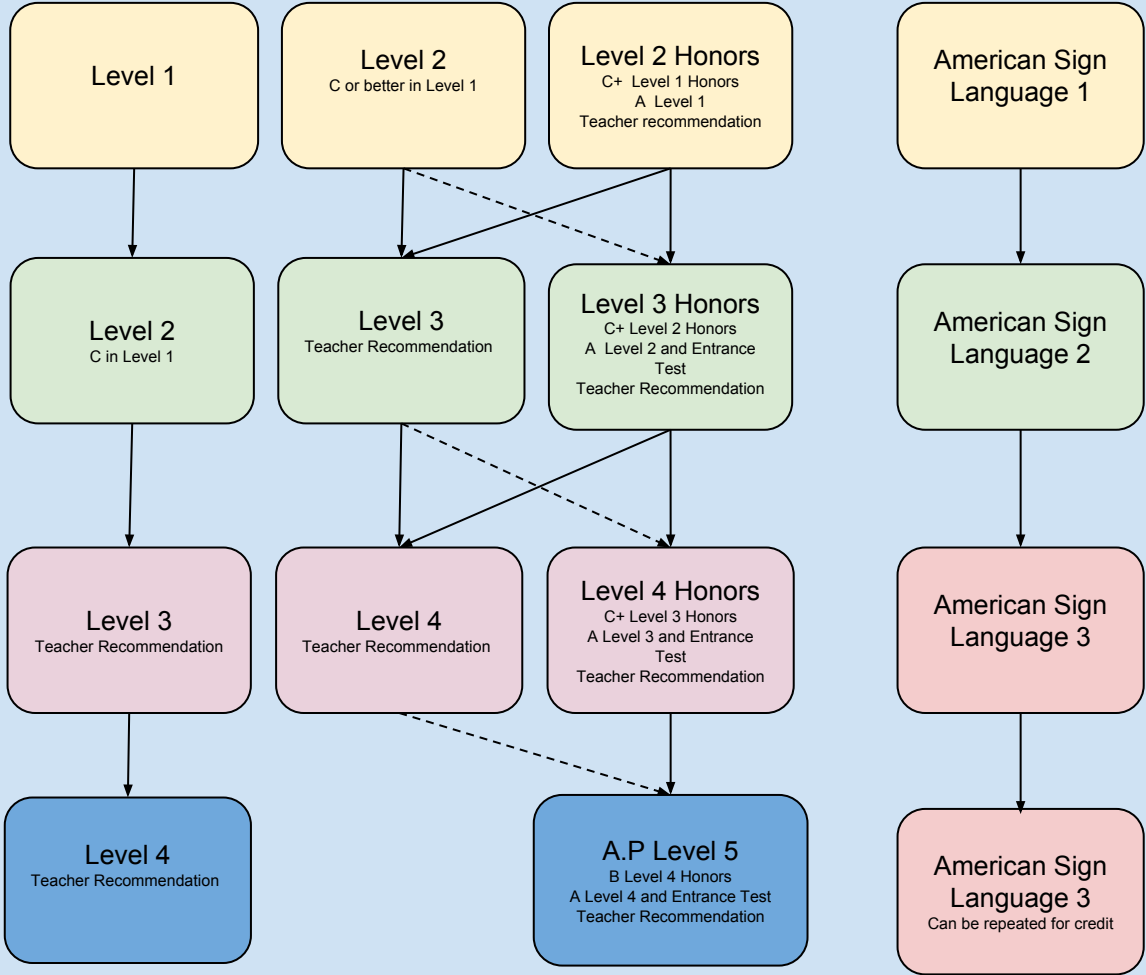 Level 1
Level 2
C or better in Level 1
Level 2 Honors
C+ Level 1 Honors
A Level 1
Teacher recommendation
American Sign
Language 1
Level 2
C in Level 1
Level 3
Teacher Recommendation
Level 3 Honors
C+ Level 2 Honors
A Level 2 and Entrance
Test
Teacher Recommendation
American Sign
Language 2
Level 3
Teacher Recommendation
Level 4
Teacher Recommendation
Level 4 Honors
C+ Level 3 Honors
A Level 3 and Entrance
Test
Teacher Recommendation
American Sign
Language 3
Level 4
Teacher Recommendation
A.P Level 5
B Level 4 Honors
A Level 4 and Entrance Test
Teacher Recommendation
American Sign
Language 3
Can be repeated for credit